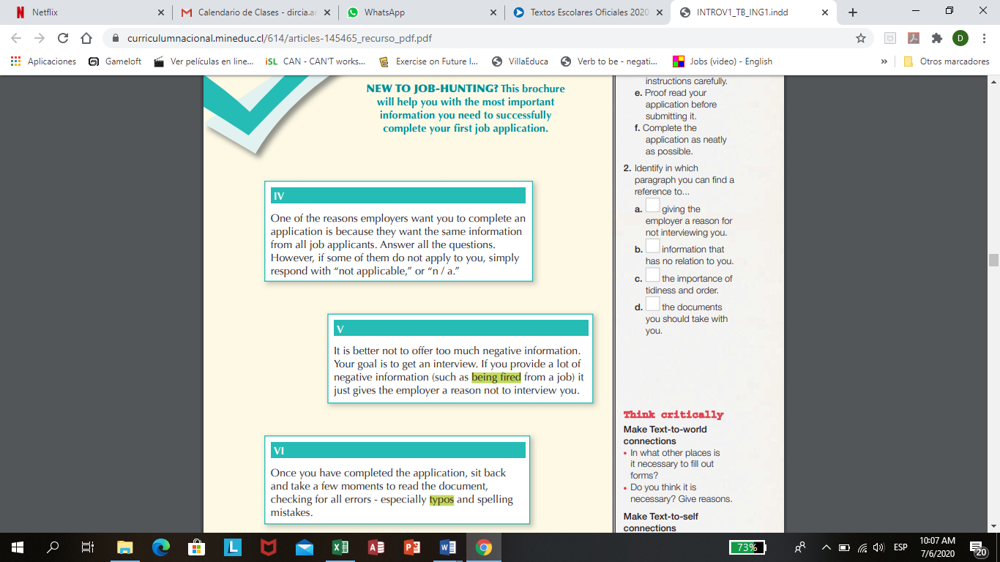 Netflix
Calendario de Clases - dircia.ar
WhatsApp
Textos Escolares Oficiales 2020
INTROV1_TB_ING1.indd
curriculumnacional.mineduc.cl/614/articles-145465_recurso_pdf.pdf
D
Aplicaciones
Gameloft
Ver películas en line...
iSL CAN - CAN'T works...
Exercise on Future I...
VillaEduca
Verb to be - negati...
Jobs (video) - English
»
Otros marcadores
NEW TO JOB-HUNTING? This brochure
will help you with the most important
information you need to successfully
complete your first job application.
IV
One of the reasons employers want you to complete an
application is because they want the same information
from all job applicants. Answer all the questions.
However, if some of them do not apply to you, simply
respond with “not applicable,” or “n / a.”
V
It is better not to offer too much negative information.
Your goal is to get an interview. If you provide a lot of
negative information (such as being fired from a job) it
just gives the employer a reason not to interview you.
VI
Once you have completed the application, sit back
and take a few moments to read the document,
checking for all errors - especially typos and spelling
mistakes.
instructions carefully.
e. Proof read your
application before
submitting it.
f. Complete the
application as neatly
as possible.
2. Identify in which
paragraph you can find a
reference to...
a. giving the
employer a reason for
not interviewing you.
b. information that
has no relation to you.
c. the importance of
tidiness and order.
d. the documents
you should take with
you.
Think critically
Make Text-to-world
connections
• In what other places is
it necessary to fill out
forms?
• Do you think it is
necessary? Give reasons.
Make Text-to-self
connections
73%
ESP
10:07 AM
7/6/2020
20